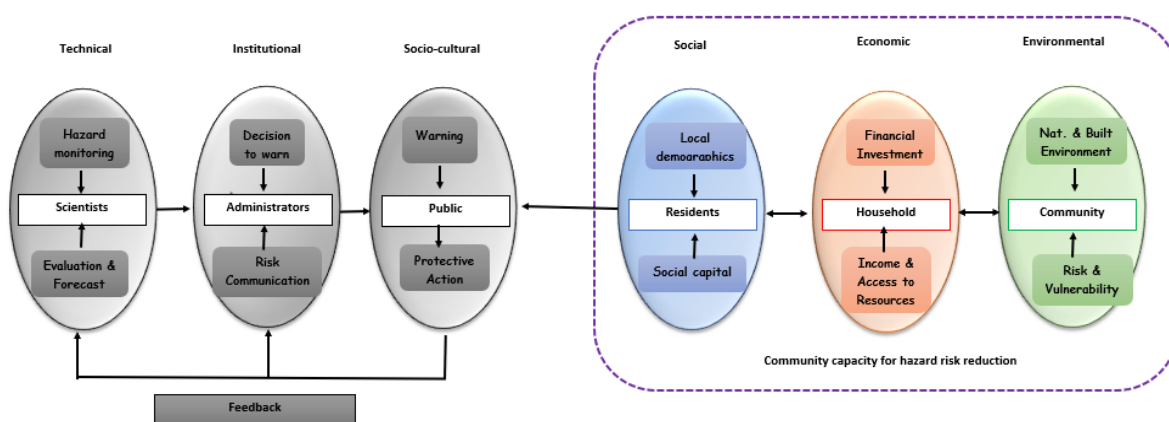 Technical
Institutional
Socio-cultural
Social
Economic
Environmental
Hazard
monitoring
Scientists
Evaluation &
Forecast
Decision
to warn
Administrators
Risk
Communication
Warning
Public
Protective
Action
Local
demographics
Residents
Social capital
Financial
Investment
Household
Income &
Access to
Resources
Nat. & Built
Environment
Community
Risk &
Vulnerability
Community capacity for hazard risk reduction
Feedback